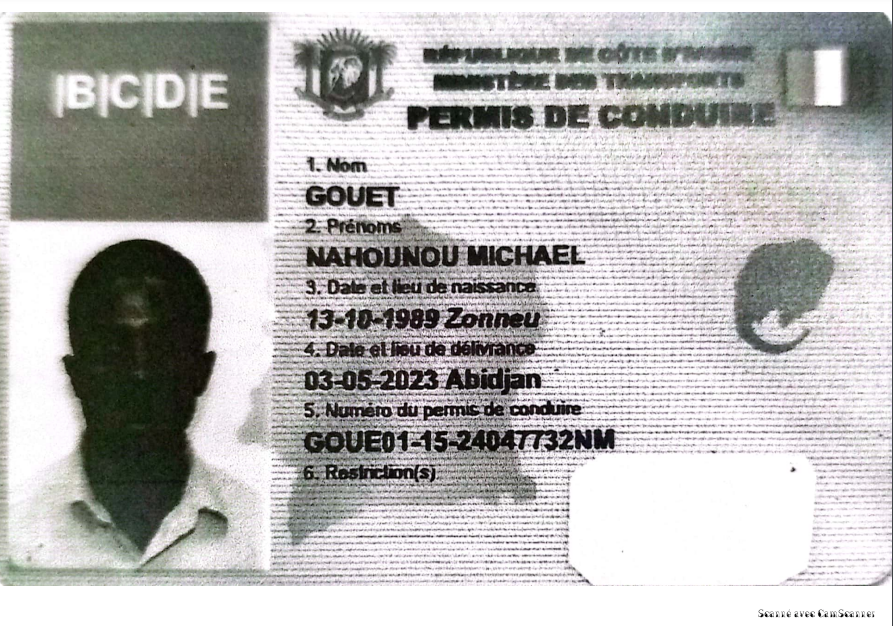 |B|C|D|E
RÉPUBLIQUE DE CÔTE D'IVOIRE
MINISTÈRE DES TRANSPORTS
PERMIS DE CONDUIRE
1. Nom
GOUET
2. Prénoms
NAHOUNOU MICHAEL
3. Date et lieu de naissance
13-10-1989 Zonneu
4. Date et lieu de délivrance
03-05-2023 Abidjan
5. Numéro du permis de conduire
GOUE01-15-24047732NM
6. Restriction(s)
Scanné avec CamScanner